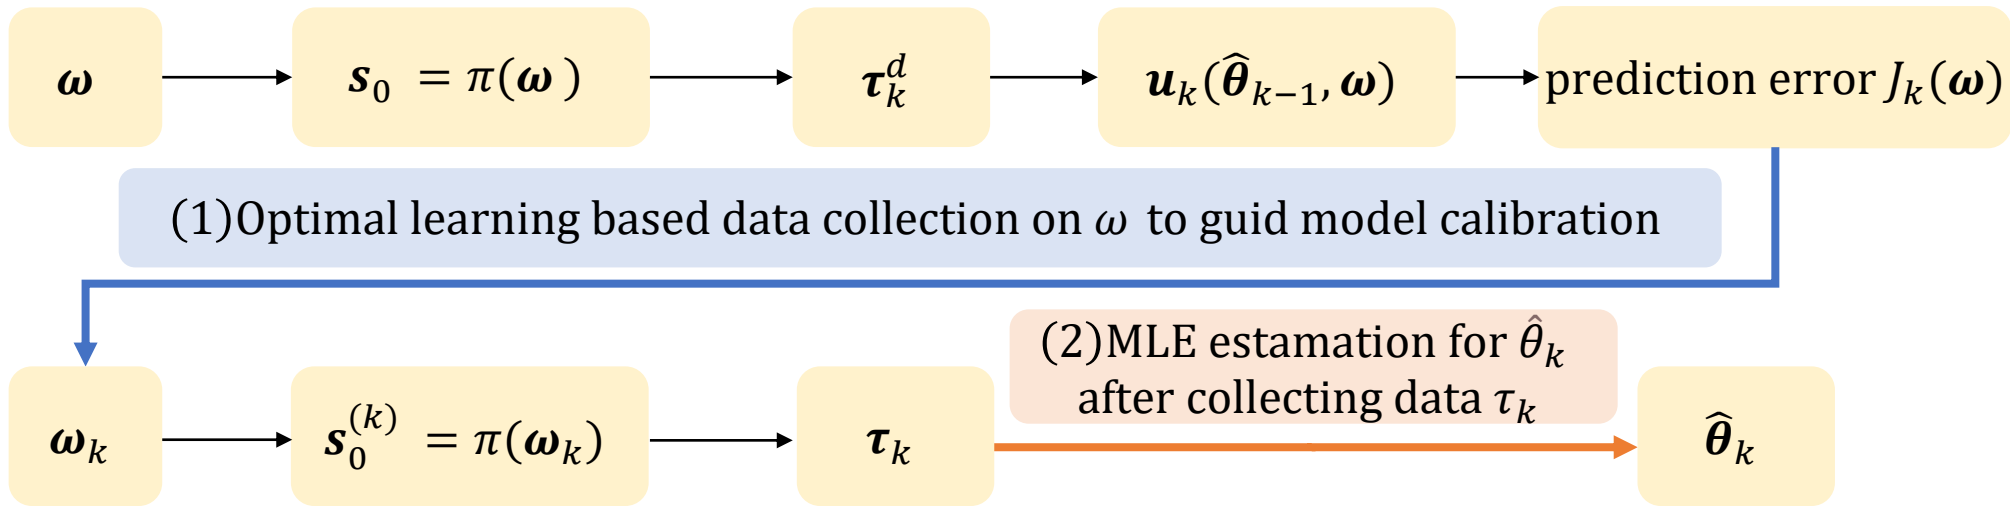 ω
s₀ = π(ω )
τₖᵈ
uₖ(θ̂ₖ₋₁, ω)
prediction error Jₖ(ω)
(1)Optimal learning based data collection on ω to guid model calibration
(2)MLE estamation for θ̂ₖ
after collecting data τₖ
ωₖ
s₀⁽ᵏ⁾ = π(ωₖ)
τₖ
θ̂ₖ